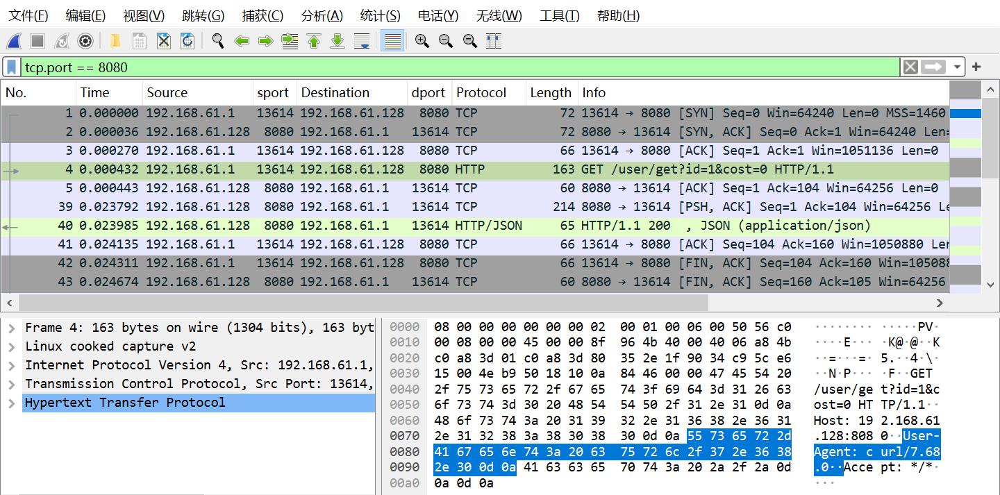 文件(F) 编辑(E) 视图(V) 跳转(G) 捕获(C) 分析(A) 统计(S) 电话(Y) 无线(W) 工具(T) 帮助(H)
tcp.port == 8080
No. Time Source sport Destination dport Protocol Length Info
1 0.000000 192.168.61.1 13614 192.168.61.128 8080 TCP 72 13614 → 8080 [SYN] Seq=0 Win=64240 Len=0 MSS=1460
2 0.000036 192.168.61.128 8080 192.168.61.1 13614 TCP 72 8080 → 13614 [SYN, ACK] Seq=0 Ack=1 Win=64240 Len=
3 0.000270 192.168.61.1 13614 192.168.61.128 8080 TCP 66 13614 → 8080 [ACK] Seq=1 Ack=1 Win=1051136 Len=0
4 0.000432 192.168.61.1 13614 192.168.61.128 8080 HTTP 163 GET /user/get?id=1&cost=0 HTTP/1.1
5 0.000443 192.168.61.128 8080 192.168.61.1 13614 TCP 60 8080 → 13614 [ACK] Seq=1 Ack=104 Win=64256 Len=0
39 0.023792 192.168.61.128 8080 192.168.61.1 13614 TCP 214 8080 → 13614 [PSH, ACK] Seq=1 Ack=104 Win=64256 Le
40 0.023985 192.168.61.128 8080 192.168.61.1 13614 HTTP/JSON 65 HTTP/1.1 200 , JSON (application/json)
41 0.024135 192.168.61.1 13614 192.168.61.128 8080 TCP 66 13614 → 8080 [ACK] Seq=104 Ack=160 Win=1050880 Len
42 0.024311 192.168.61.1 13614 192.168.61.128 8080 TCP 66 13614 → 8080 [FIN, ACK] Seq=104 Ack=160 Win=105088
43 0.024674 192.168.61.128 8080 192.168.61.1 13614 TCP 60 8080 → 13614 [FIN, ACK] Seq=160 Ack=105 Win=64256
Frame 4: 163 bytes on wire (1304 bits), 163 byt
Linux cooked capture v2
Internet Protocol Version 4, Src: 192.168.61.1,
Transmission Control Protocol, Src Port: 13614,
Hypertext Transfer Protocol
0000 08 00 00 00 00 00 00 02 00 01 00 06 00 50 56 c0 ········ ·····PV·
0010 00 08 00 00 45 00 00 8f 96 4b 40 00 40 06 a8 4b ····E··· ·K@·@··K
0020 c0 a8 3d 01 c0 a8 3d 80 35 2e 1f 90 34 c9 5c e6 ··=···=· 5.··4·\·
0030 15 00 4e b9 50 18 10 0a 84 46 00 00 47 45 54 20 ··N·P··· ·F··GET
0040 2f 75 73 65 72 2f 67 65 74 3f 69 64 3d 31 26 63 /user/ge t?id=1&c
0050 6f 73 74 3d 30 20 48 54 54 50 2f 31 2e 31 0d 0a ost=0 HT TP/1.1··
0060 48 6f 73 74 3a 20 31 39 32 2e 31 36 38 2e 36 31 Host: 19 2.168.61
0070 2e 31 32 38 3a 38 30 38 30 0d 0a 55 73 65 72 2d .128:808 0··User-
0080 41 67 65 6e 74 3a 20 63 75 72 6c 2f 37 2e 36 38 Agent: c url/7.68
0090 2e 30 0d 0a 41 63 63 65 70 74 3a 20 2a 2f 2a 0d .0··Acce pt: */*·
00a0 0a 0d 0a ···